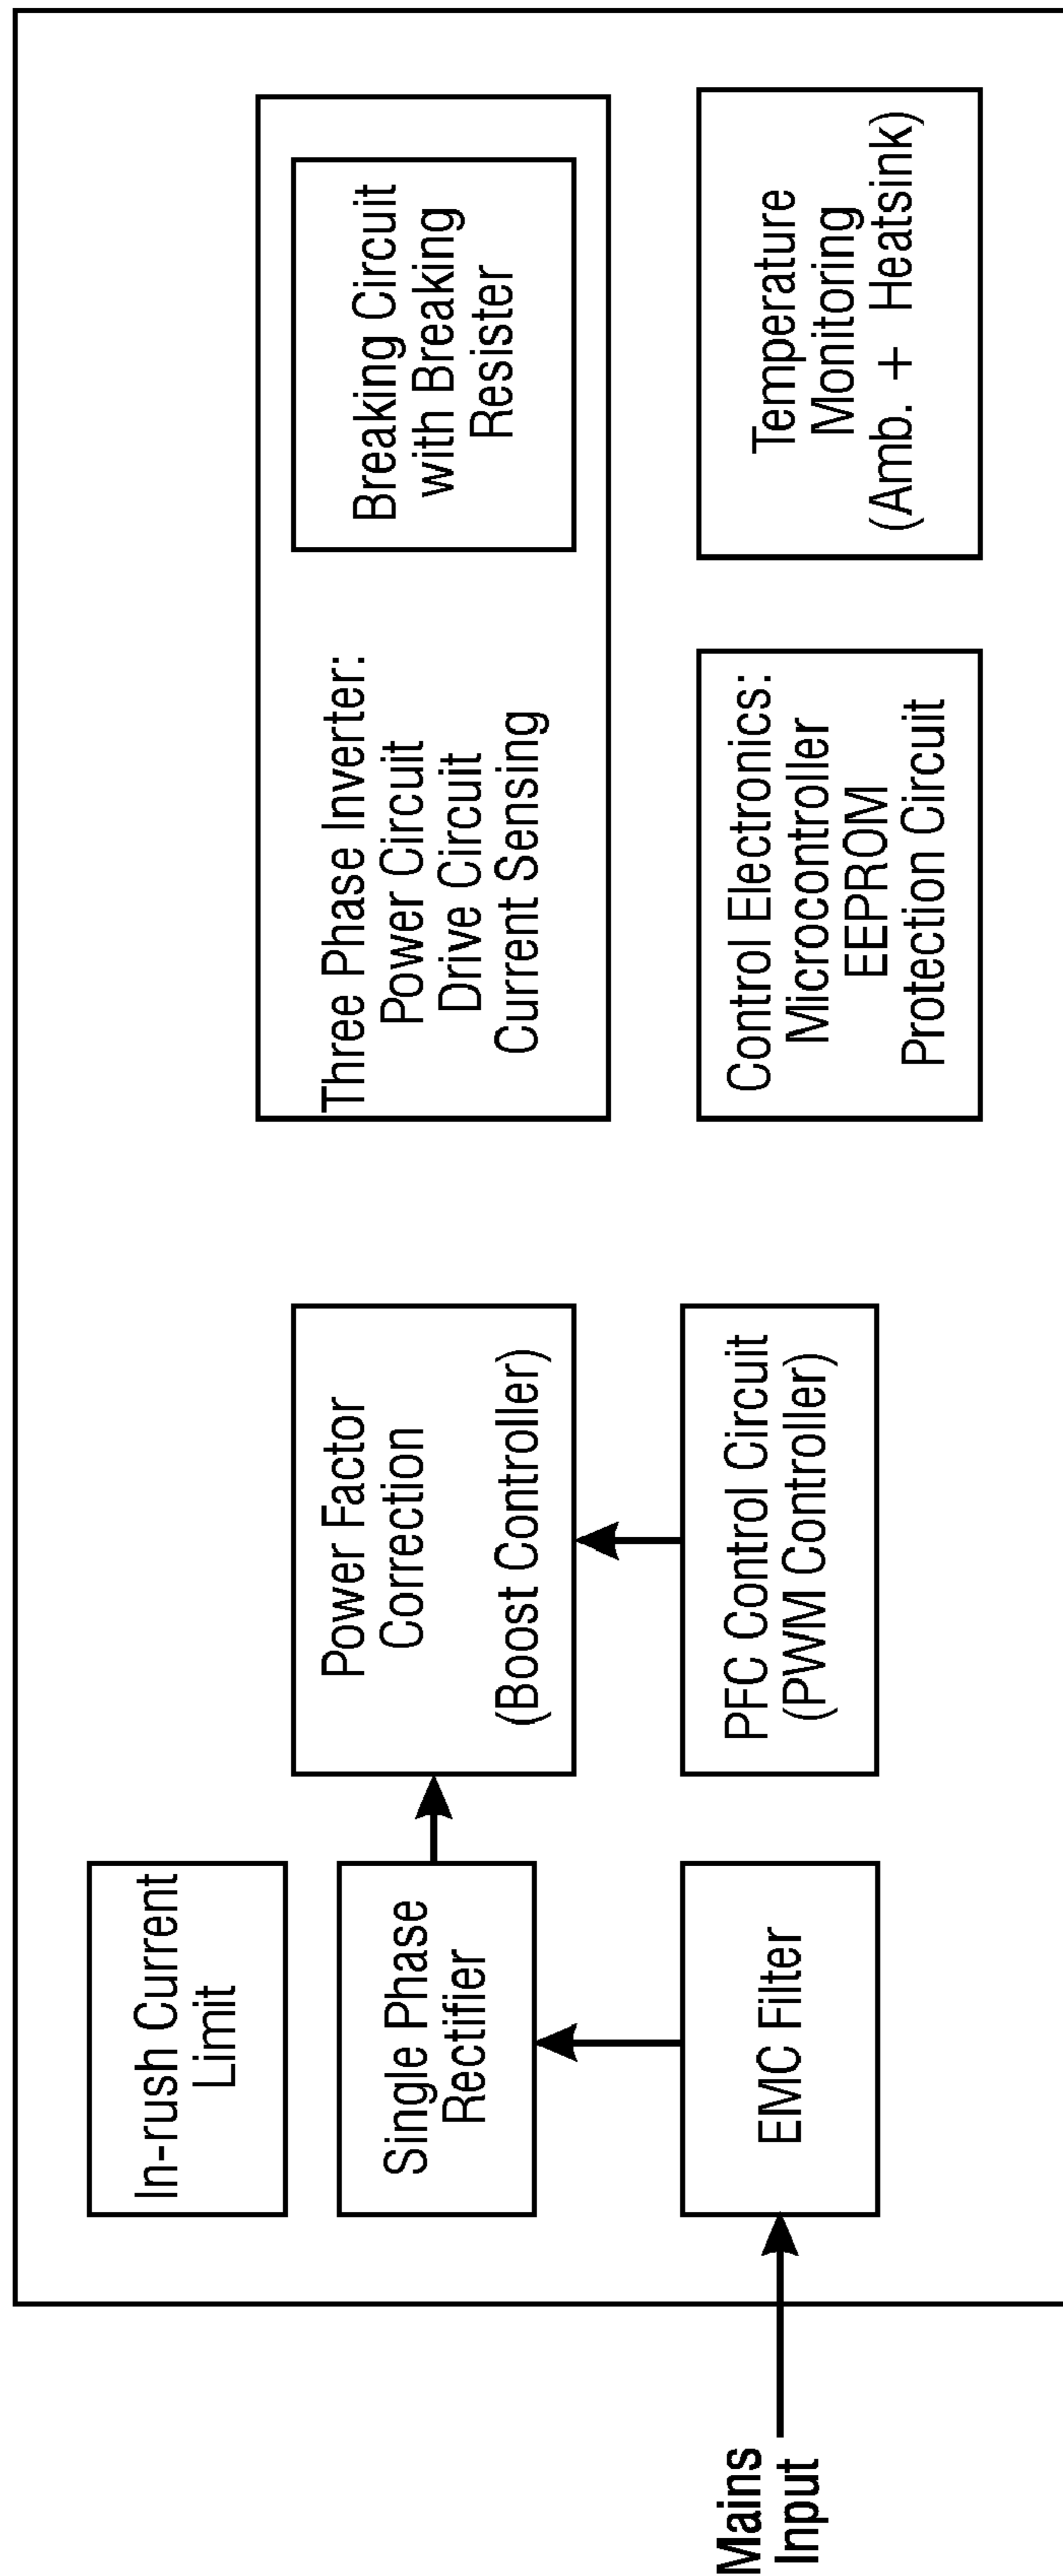 In-rush Current
Limit
Single Phase
Rectifier
Power Factor
Correction
(Boost Controller)
Three Phase Inverter:
Power Circuit
Drive Circuit
Current Sensing
Breaking Circuit
with Breaking
Resister
Mains
Input
EMC Filter
PFC Control Circuit
(PWM Controller)
Control Electronics:
Microcontroller
EEPROM
Protection Circuit
Temperature
Monitoring
(Amb. + Heatsink)